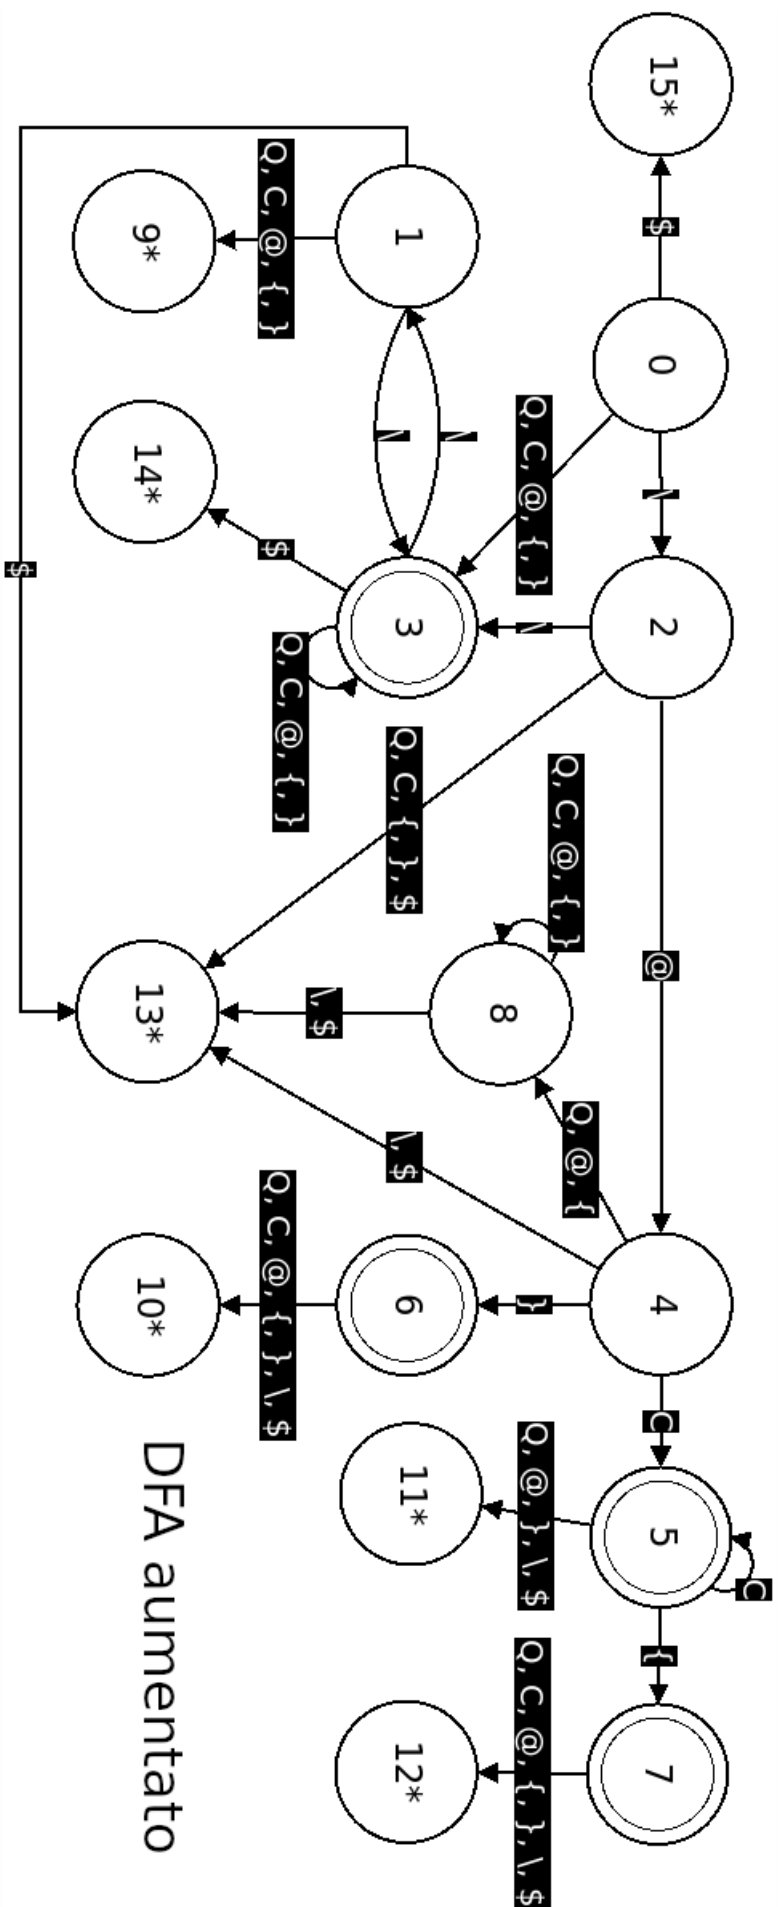 C
15*
$
0
\
2
@
4
C
5
{
7
Q, C, @, {, }
Q, @, {
Q, C, @, {, }
\
}
Q, @, }, \, $
Q, C, @, {, }, \, $
8
\
1
\
3
Q, C, {, }, $
\, $
6
11*
12*
\, $
Q, C, @, {, }
$
Q, C, @, {, }
Q, C, @, {, }, \, $
9*
14*
13*
10*
DFA aumentato
$